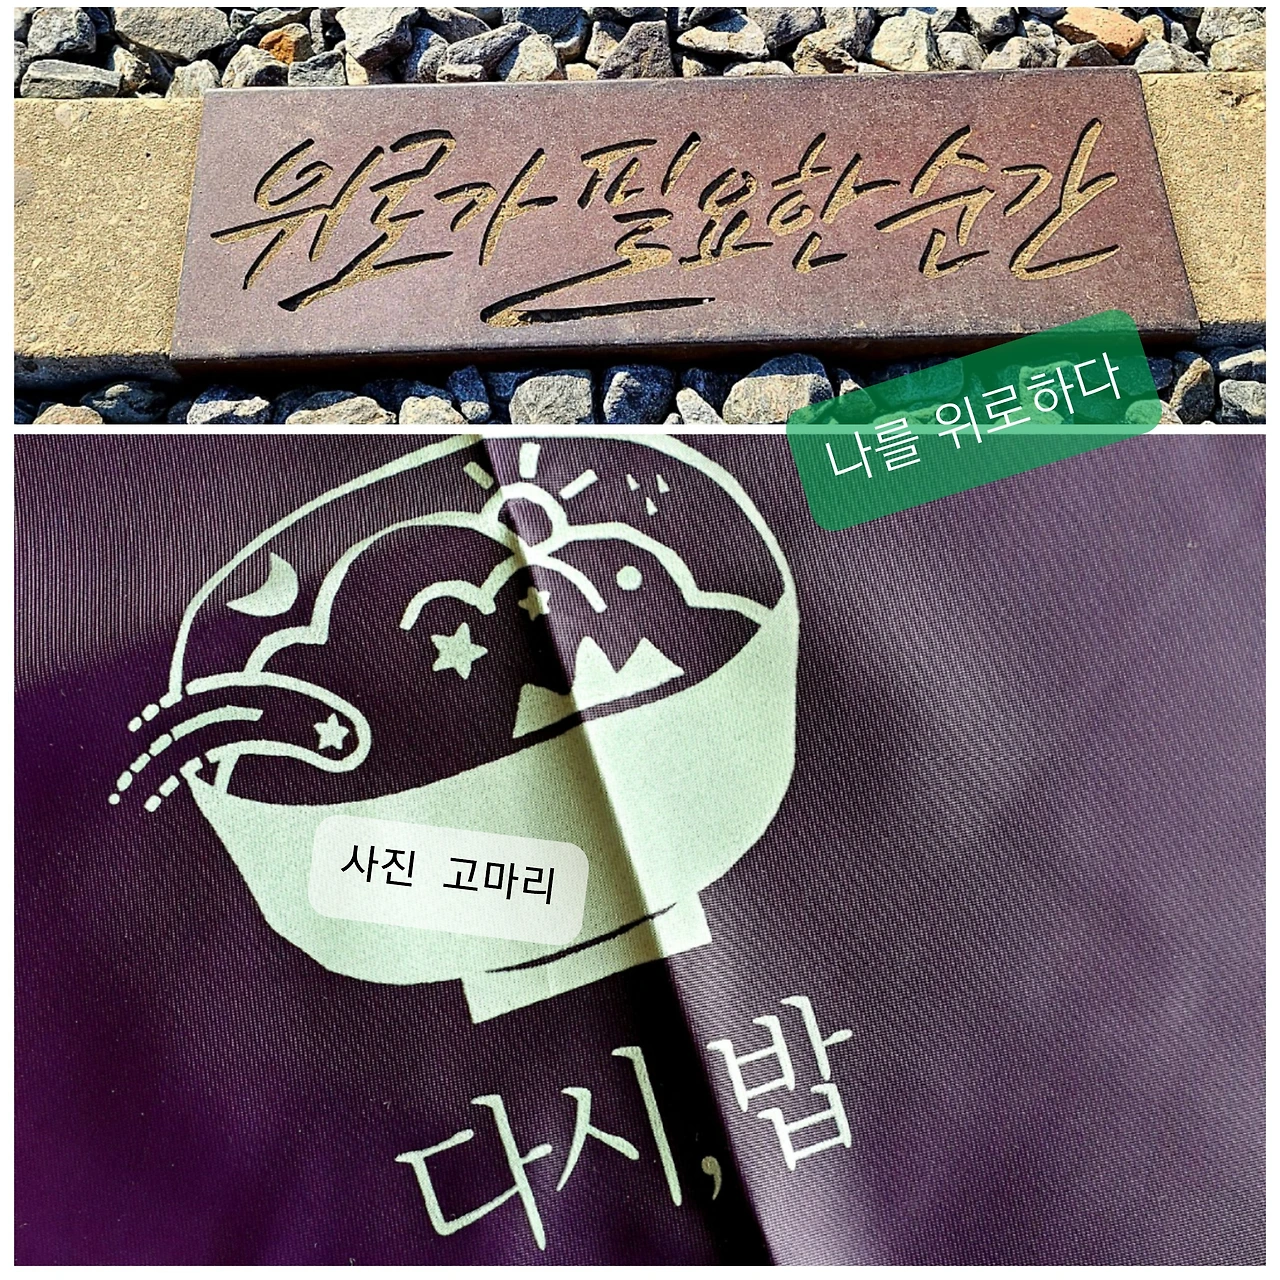 위로가 필요한 순간
나를 위로하다
사진 고마리
다시, 밥